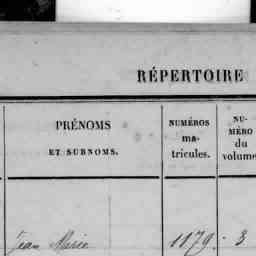 RÉPERTOIRE
PRÉNOMS
ET SURNOMS.
NUMÉROS
ma-
tricules.
NU-
MÉRO
du
volume
Jean Marie
1179
3